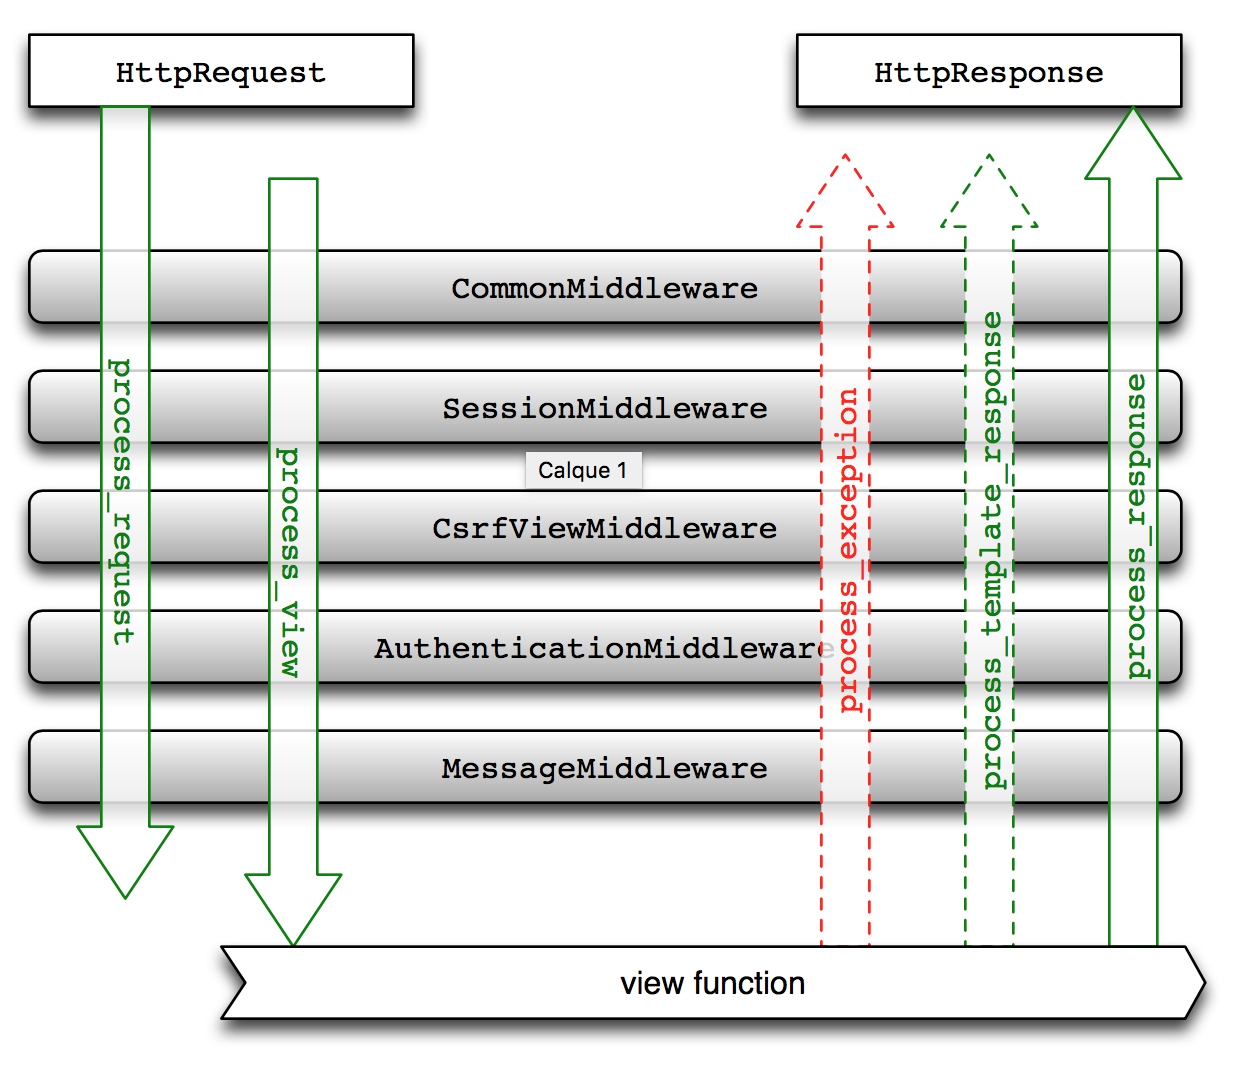 HttpRequest
HttpResponse
CommonMiddleware
SessionMiddleware
Calque 1
CsrfViewMiddleware
AuthenticationMiddleware
MessageMiddleware
process_request
process_view
process_exception
process_template_response
process_response
view function